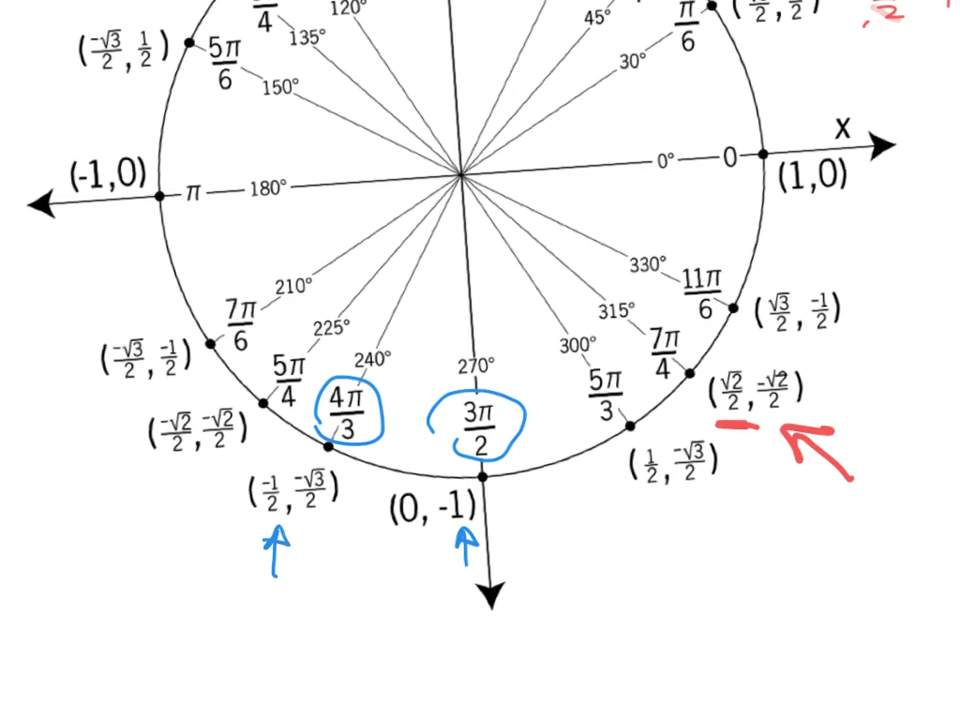 120°
45°
4
135°
π/6
30°
(-√3/2, 1/2)
5π/6
150°
x
(-1,0)
π
180°
0°
0
(1,0)
210°
330°
11π/6
(√3/2, -1/2)
7π/6
225°
315°
7π/4
(-√3/2, -1/2)
5π/4
240°
270°
300°
5π/3
(√2/2, -√2/2)
4π/3
3π/2
(-√2/2, -√2/2)
(1/2, -√3/2)
(-1/2, -√3/2)
(0, -1)